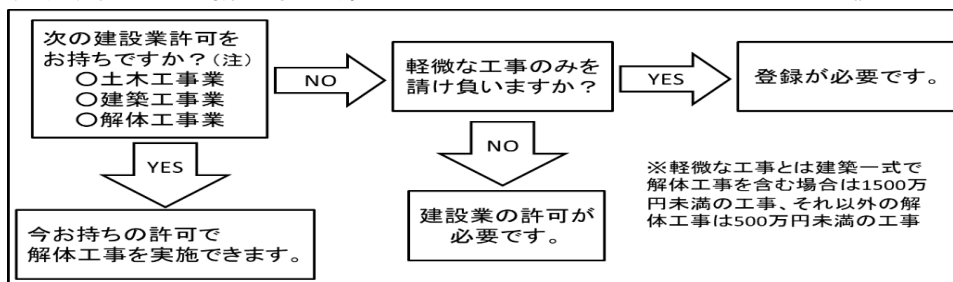 次の建設業許可を
お持ちですか？（注）
○土木工事業
○建築工事業
○解体工事業
NO
軽微な工事のみを
請け負いますか？
YES
登録が必要です。
YES
NO
今お持ちの許可で
解体工事を実施できます。
建設業の許可が
必要です。
※軽微な工事とは建築一式で
解体工事を含む場合は1500万
円未満の工事、それ以外の解
体工事は500万円未満の工事